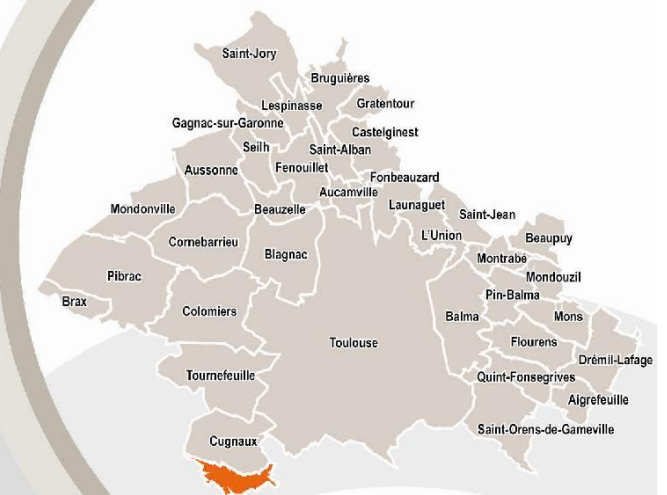 Saint-Jory
Bruguières
Lespinasse
Gratentour
Gagnac-sur-Garonne
Castelginest
Seilh
Saint-Alban
Aussonne
Fenouillet
Fonbeauzard
Aucamville
Launaguet
Mondonville
Beauzelle
Saint-Jean
L'Union
Beaupuy
Cornebarrieu
Blagnac
Montrabé
Pibrac
Mondouzil
Pin-Balma
Brax
Colomiers
Balma
Mons
Toulouse
Flourens
Drémil-Lafage
Tournefeuille
Quint-Fonsegrives
Aigrefeuille
Saint-Orens-de-Gameville
Cugnaux